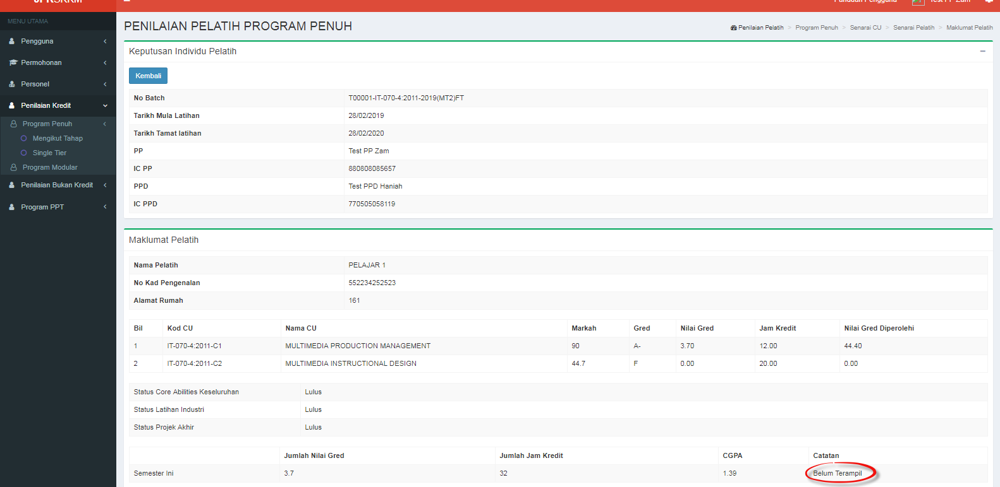 MENU UTAMA
Pengguna
Permohonan
Personel
Penilaian Kredit
Program Penuh
Mengikut Tahap
Single Tier
Program Modular
Penilaian Bukan Kredit
Program PPT
PENILAIAN PELATIH PROGRAM PENUH
Penilaian Pelatih > Program Penuh > Senarai CU > Senarai Pelatih > Maklumat Pelatih
Keputusan Individu Pelatih
Kembali
No Batch T00001-IT-070-4:2011-2019(MT2)FT
Tarikh Mula Latihan 28/02/2019
Tarikh Tamat latihan 28/02/2020
PP Test PP Zam
IC PP 880808085657
PPD Test PPD Haniah
IC PPD 770505058119
Maklumat Pelatih
Nama Pelatih PELAJAR 1
No Kad Pengenalan 552234252523
Alamat Rumah 161
Bil Kod CU Nama CU Markah Gred Nilai Gred Jam Kredit Nilai Gred Diperolehi
1 IT-070-4:2011-C1 MULTIMEDIA PRODUCTION MANAGEMENT 90 A- 3.70 12.00 44.40
2 IT-070-4:2011-C2 MULTIMEDIA INSTRUCTIONAL DESIGN 44.7 F 0.00 20.00 0.00
Status Core Abilities Keseluruhan Lulus
Status Latihan Industri Lulus
Status Projek Akhir Lulus
Jumlah Nilai Gred Jumlah Jam Kredit CGPA Catatan
Semester Ini 3.7 32 1.39 Belum Terampil